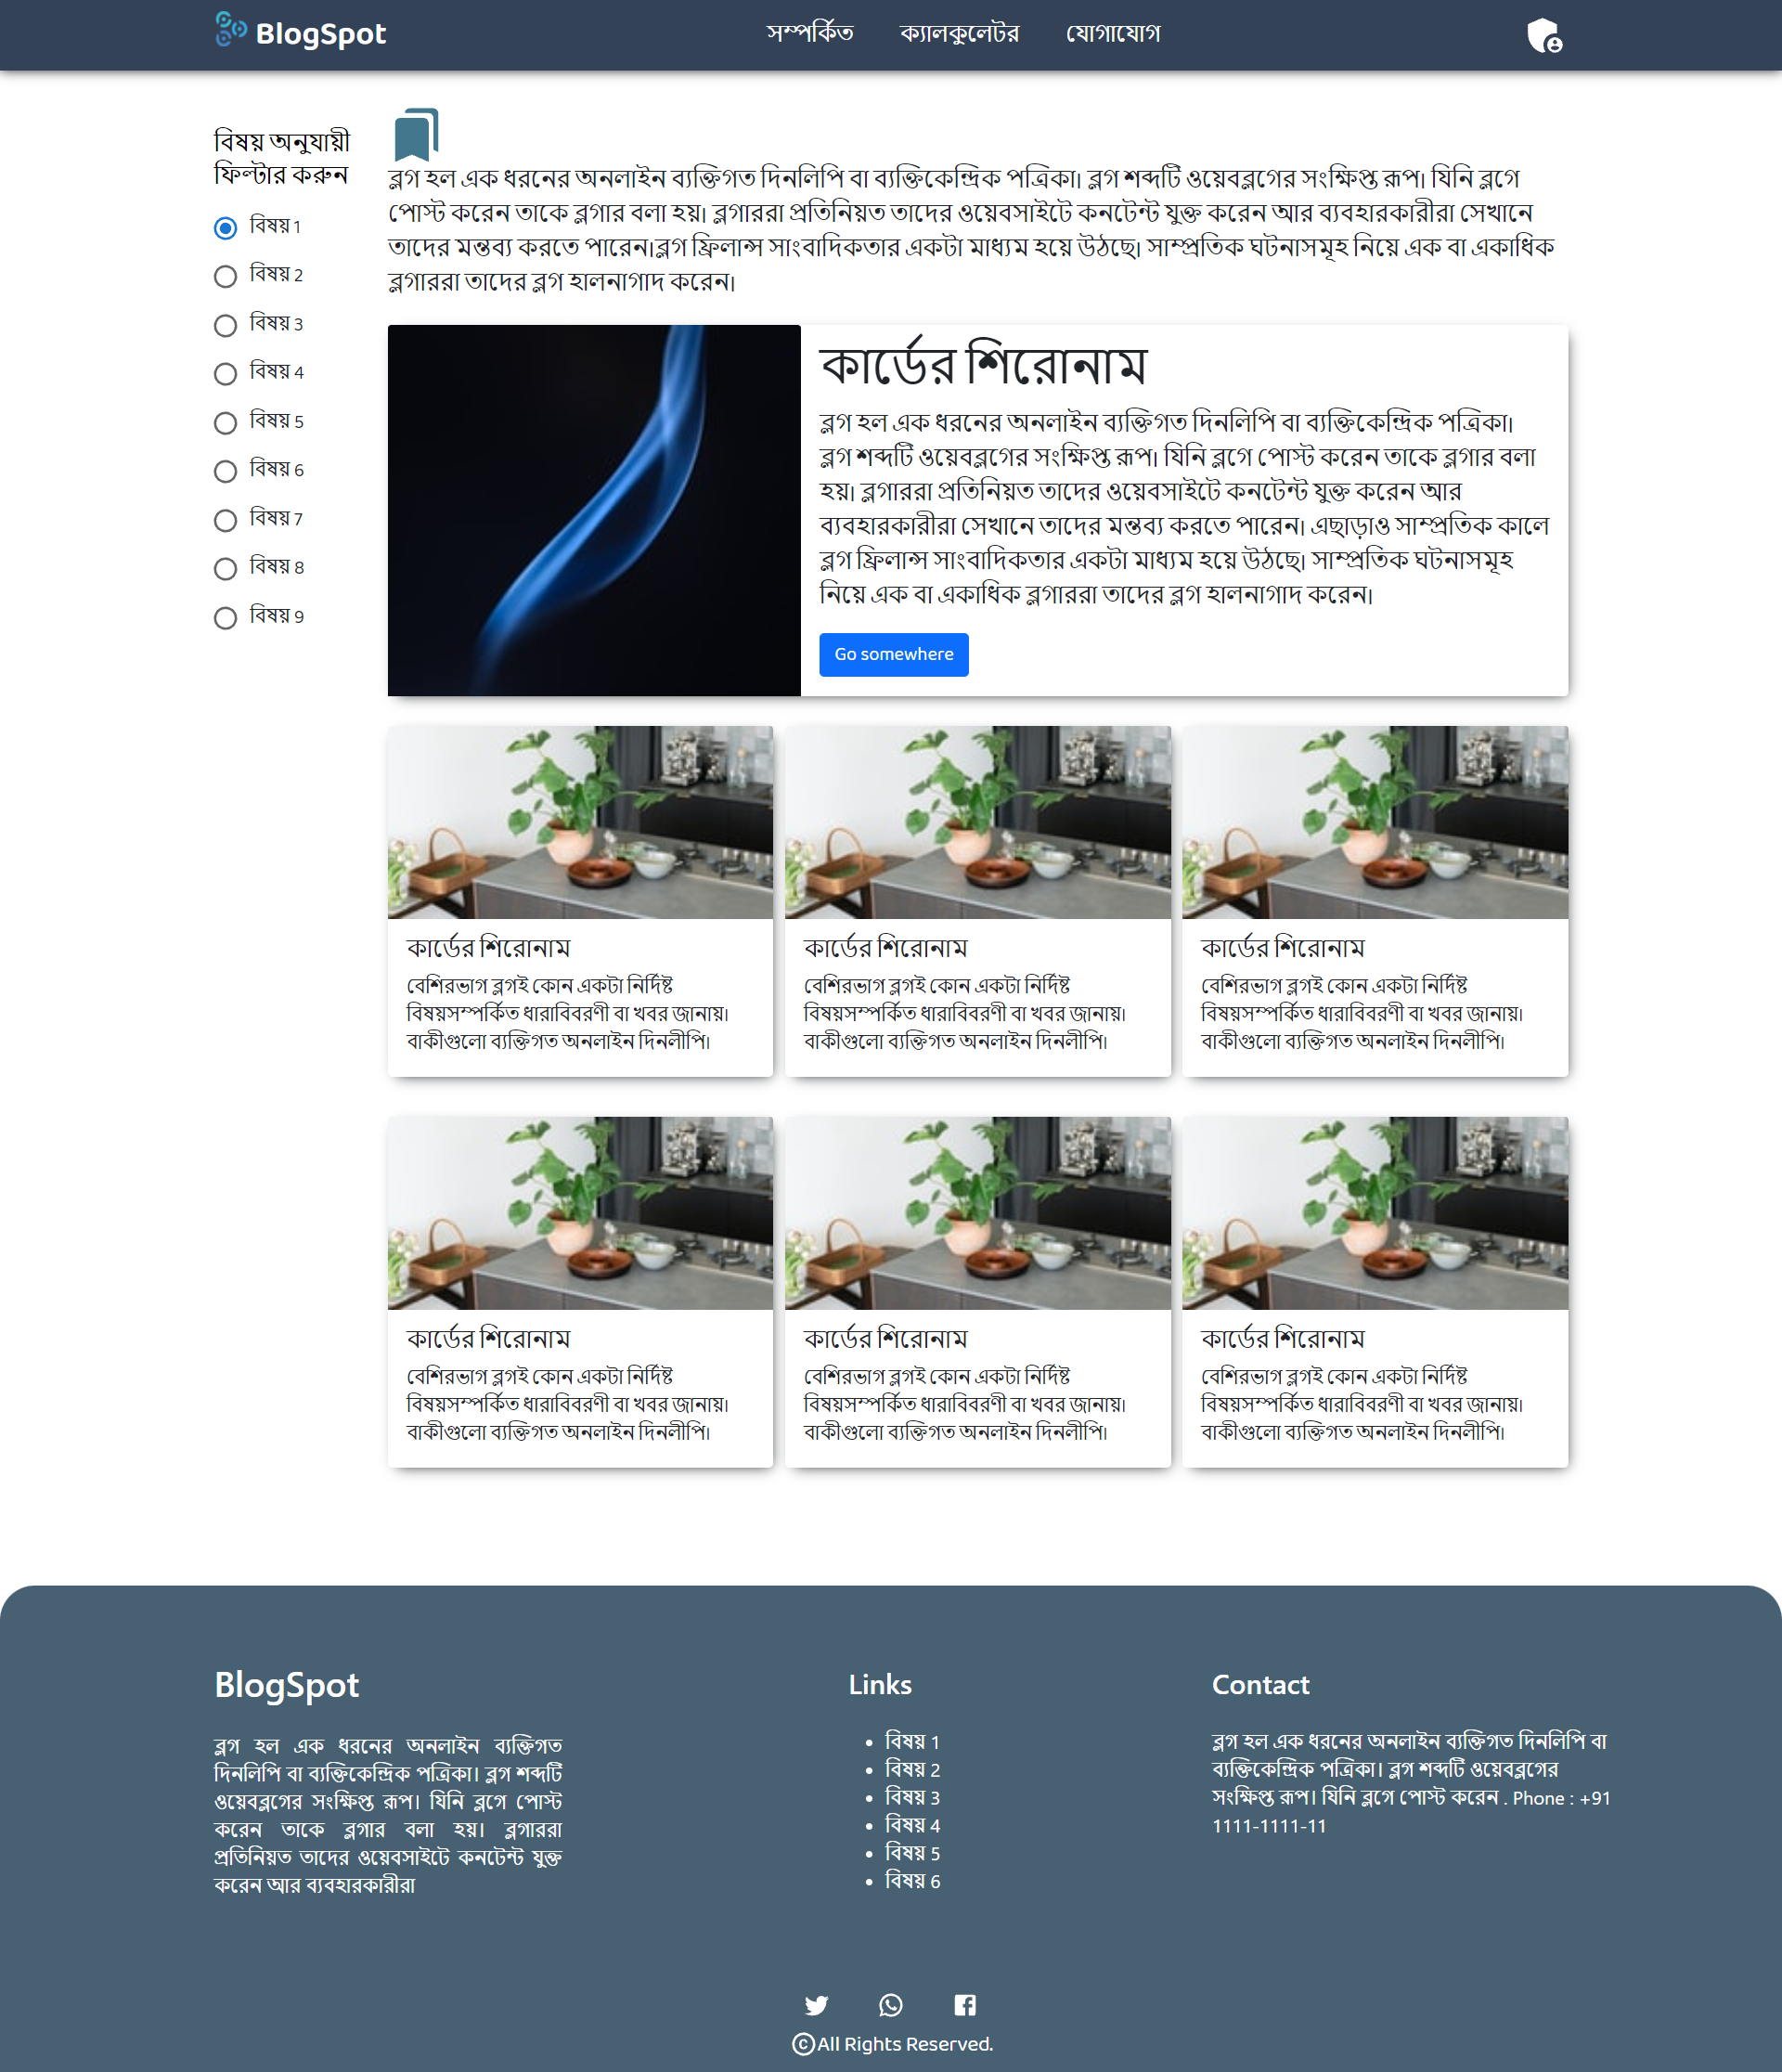 BlogSpot
সম্পর্কিত
ক্যালকুলেটর
যোগাযোগ
বিষয় অনুযায়ী
ফিল্টার করুন
বিষয় 1
বিষয় 2
বিষয় 3
বিষয় 4
বিষয় 5
বিষয় 6
বিষয় 7
বিষয় 8
বিষয় 9
ব্লগ হল এক ধরনের অনলাইন ব্যক্তিগত দিনলিপি বা ব্যক্তিকেন্দ্রিক পত্রিকা। ব্লগ শব্দটি ওয়েবব্লগের সংক্ষিপ্ত রূপ। যিনি ব্লগে
পোস্ট করেন তাকে ব্লগার বলা হয়। ব্লগাররা প্রতিনিয়ত তাদের ওয়েবসাইটে কনটেন্ট যুক্ত করেন আর ব্যবহারকারীরা সেখানে
তাদের মন্তব্য করতে পারেন।ব্লগ ফ্রিলান্স সাংবাদিকতার একটা মাধ্যম হয়ে উঠছে। সাম্প্রতিক ঘটনাসমূহ নিয়ে এক বা একাধিক
ব্লগাররা তাদের ব্লগ হালনাগাদ করেন।
কার্ডের শিরোনাম
ব্লগ হল এক ধরনের অনলাইন ব্যক্তিগত দিনলিপি বা ব্যক্তিকেন্দ্রিক পত্রিকা।
ব্লগ শব্দটি ওয়েবব্লগের সংক্ষিপ্ত রূপ। যিনি ব্লগে পোস্ট করেন তাকে ব্লগার বলা
হয়। ব্লগাররা প্রতিনিয়ত তাদের ওয়েবসাইটে কনটেন্ট যুক্ত করেন আর
ব্যবহারকারীরা সেখানে তাদের মন্তব্য করতে পারেন। এছাড়াও সাম্প্রতিক কালে
ব্লগ ফ্রিলান্স সাংবাদিকতার একটা মাধ্যম হয়ে উঠছে। সাম্প্রতিক ঘটনাসমূহ
নিয়ে এক বা একাধিক ব্লগাররা তাদের ব্লগ হালনাগাদ করেন।
Go somewhere
কার্ডের শিরোনাম
বেশিরভাগ ব্লগই কোন একটা নির্দিষ্ট
বিষয়সম্পর্কিত ধারাবিবরণী বা খবর জানায়।
বাকীগুলো ব্যক্তিগত অনলাইন দিনলীপি।
কার্ডের শিরোনাম
বেশিরভাগ ব্লগই কোন একটা নির্দিষ্ট
বিষয়সম্পর্কিত ধারাবিবরণী বা খবর জানায়।
বাকীগুলো ব্যক্তিগত অনলাইন দিনলীপি।
কার্ডের শিরোনাম
বেশিরভাগ ব্লগই কোন একটা নির্দিষ্ট
বিষয়সম্পর্কিত ধারাবিবরণী বা খবর জানায়।
বাকীগুলো ব্যক্তিগত অনলাইন দিনলীপি।
কার্ডের শিরোনাম
বেশিরভাগ ব্লগই কোন একটা নির্দিষ্ট
বিষয়সম্পর্কিত ধারাবিবরণী বা খবর জানায়।
বাকীগুলো ব্যক্তিগত অনলাইন দিনলীপি।
কার্ডের শিরোনাম
বেশিরভাগ ব্লগই কোন একটা নির্দিষ্ট
বিষয়সম্পর্কিত ধারাবিবরণী বা খবর জানায়।
বাকীগুলো ব্যক্তিগত অনলাইন দিনলীপি।
কার্ডের শিরোনাম
বেশিরভাগ ব্লগই কোন একটা নির্দিষ্ট
বিষয়সম্পর্কিত ধারাবিবরণী বা খবর জানায়।
বাকীগুলো ব্যক্তিগত অনলাইন দিনলীপি।
BlogSpot
ব্লগ হল এক ধরনের অনলাইন ব্যক্তিগত
দিনলিপি বা ব্যক্তিকেন্দ্রিক পত্রিকা। ব্লগ শব্দটি
ওয়েবব্লগের সংক্ষিপ্ত রূপ। যিনি ব্লগে পোস্ট
করেন তাকে ব্লগার বলা হয়। ব্লগাররা
প্রতিনিয়ত তাদের ওয়েবসাইটে কনটেন্ট যুক্ত
করেন আর ব্যবহারকারীরা
Links
• বিষয় 1
• বিষয় 2
• বিষয় 3
• বিষয় 4
• বিষয় 5
• বিষয় 6
Contact
ব্লগ হল এক ধরনের অনলাইন ব্যক্তিগত দিনলিপি বা
ব্যক্তিকেন্দ্রিক পত্রিকা। ব্লগ শব্দটি ওয়েবব্লগের
সংক্ষিপ্ত রূপ। যিনি ব্লগে পোস্ট করেন . Phone : +91
1111-1111-11
© All Rights Reserved.